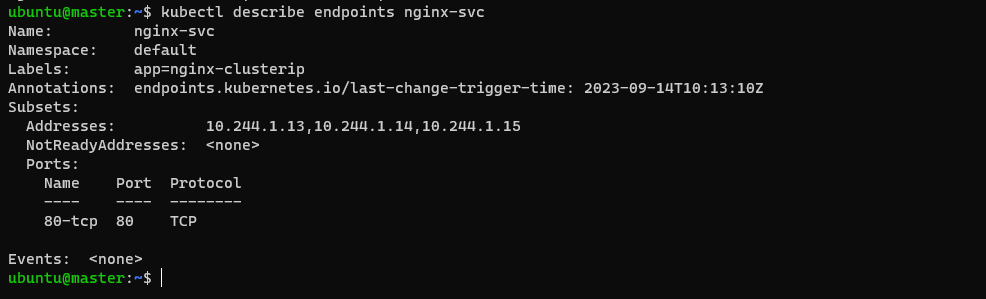 ubuntu@master:~$ kubectl describe endpoints nginx-svc
Name:         nginx-svc
Namespace:    default
Labels:       app=nginx-clusterip
Annotations:  endpoints.kubernetes.io/last-change-trigger-time: 2023-09-14T10:13:10Z
Subsets:
  Addresses:          10.244.1.13,10.244.1.14,10.244.1.15
  NotReadyAddresses:  <none>
  Ports:
    Name    Port  Protocol
    ----    ----  --------
    80-tcp  80    TCP

Events:  <none>
ubuntu@master:~$